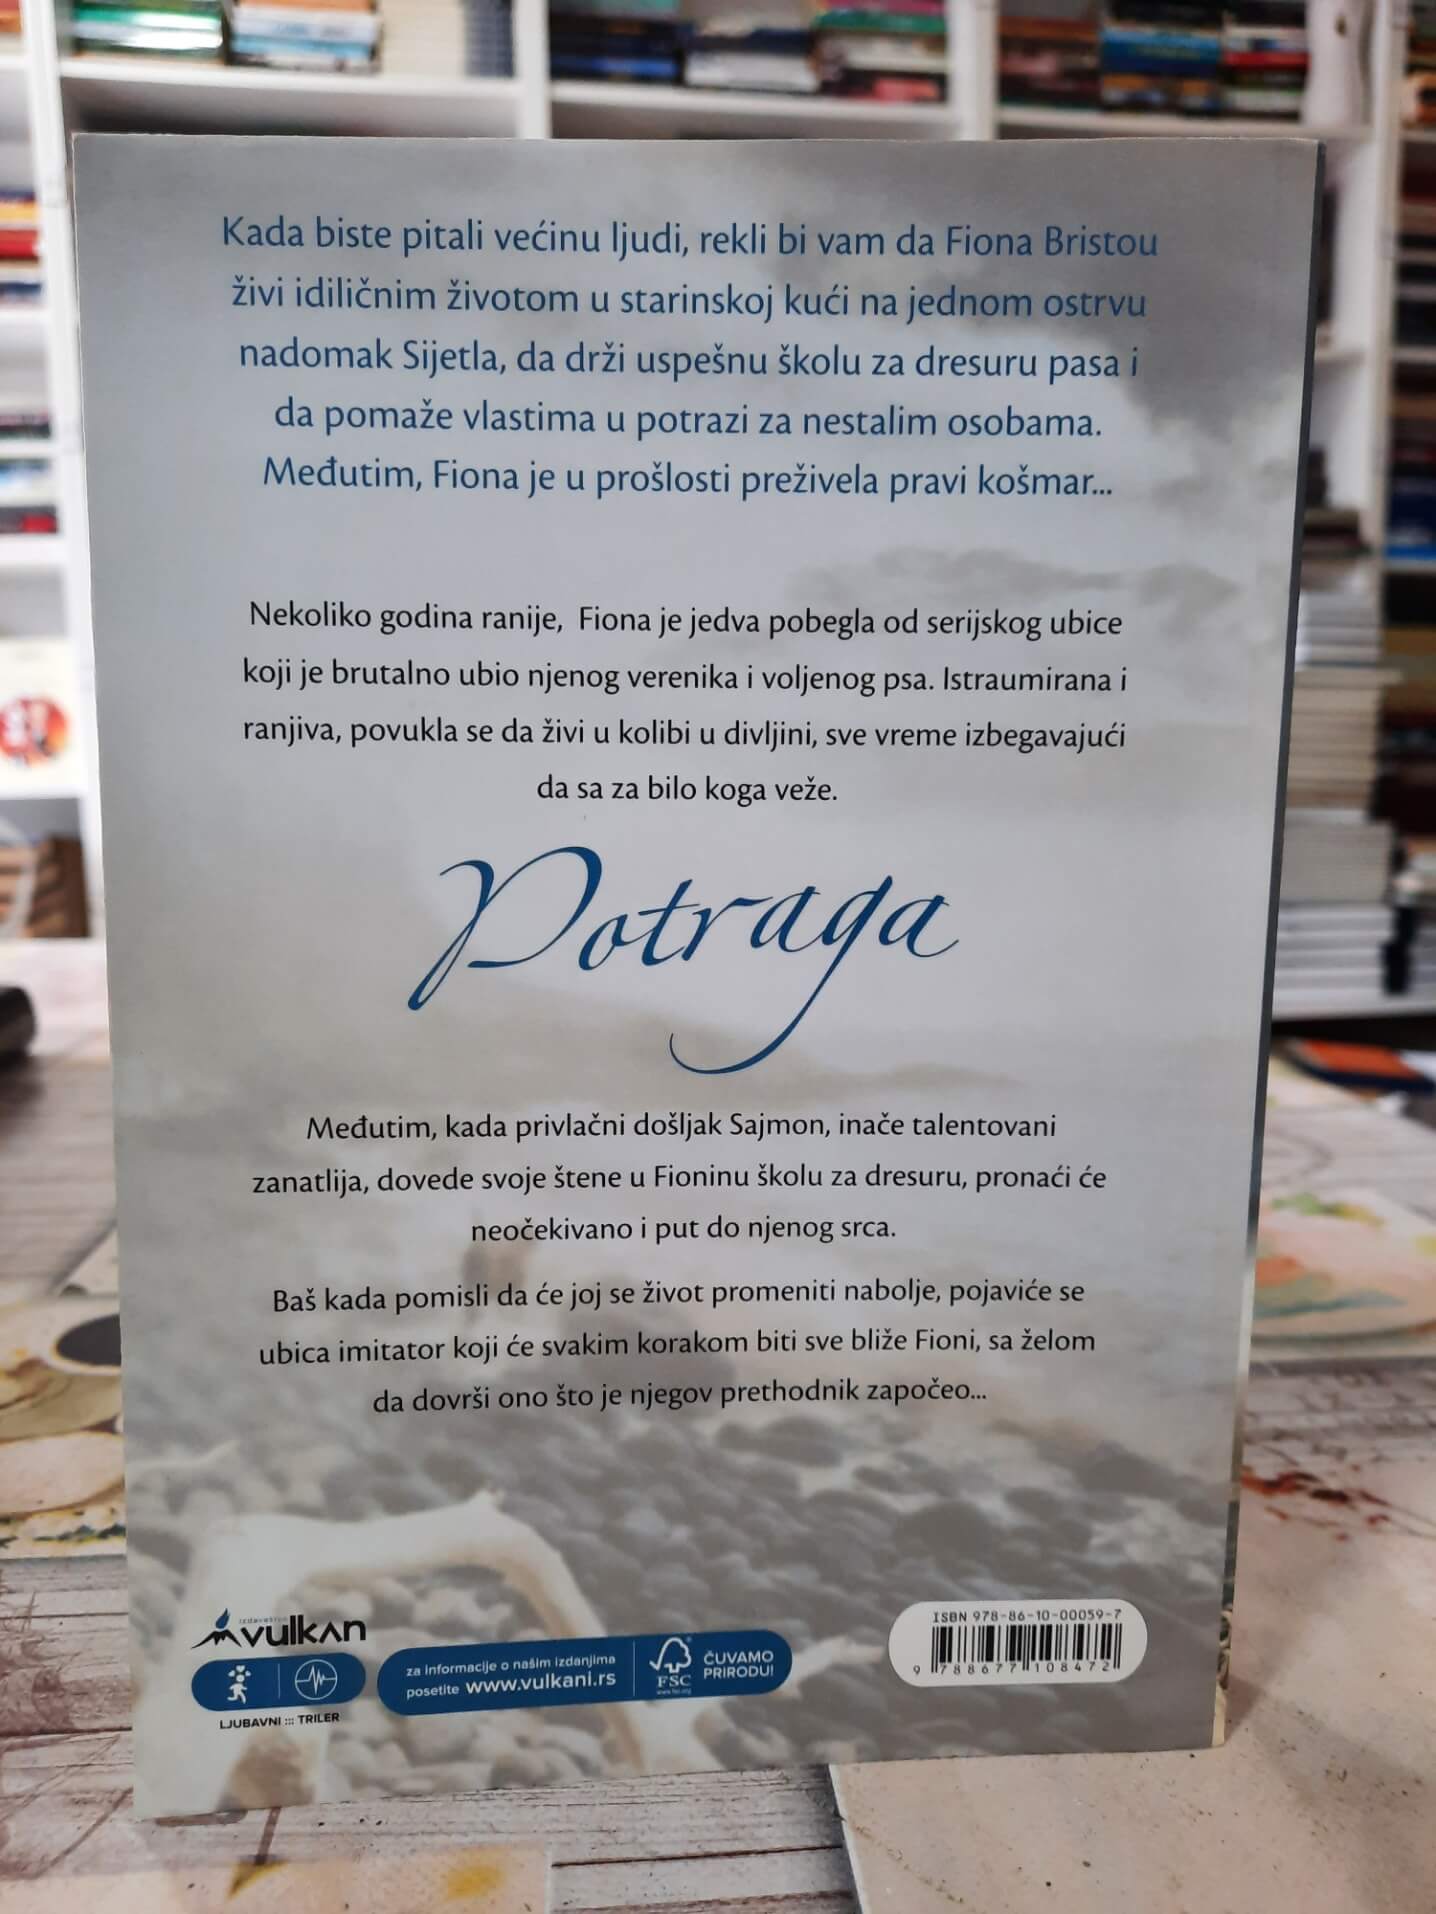 Kada biste pitali većinu ljudi, rekli bi vam da Fiona Bristou
živi idiličnim životom u starinskoj kući na jednom ostrvu
nadomak Sijetla, da drži uspešnu školu za dresuru pasa i
da pomaže vlastima u potrazi za nestalim osobama.
Međutim, Fiona je u prošlosti preživela pravi košmar...
Nekoliko godina ranije, Fiona je jedva pobegla od serijskog ubice
koji je brutalno ubio njenog verenika i voljenog psa. Istraumirana i
ranjiva, povukla se da živi u kolibi u divljini, sve vreme izbegavajući
da sa za bilo koga veže.
Potraga
Međutim, kada privlačni došljak Sajmon, inače talentovani
zanatlija, dovede svoje štene u Fioninu školu za dresuru, pronaći će
neočekivano i put do njenog srca.
Baš kada pomisli da će joj se život promeniti nabolje, pojaviće se
ubica imitator koji će svakim korakom biti sve bliže Fioni, sa želom
da dovrši ono što je njegov prethodnik započeo...
vulkan
LJUBAVNI ::: TRILER
za informacije o našim izdanjima
posetite www.vulkani.rs
FSC
www.fsc.org
ČUVAMO
PRIRODU!
ISBN 978-86-10-00059-7
9 788677 108472